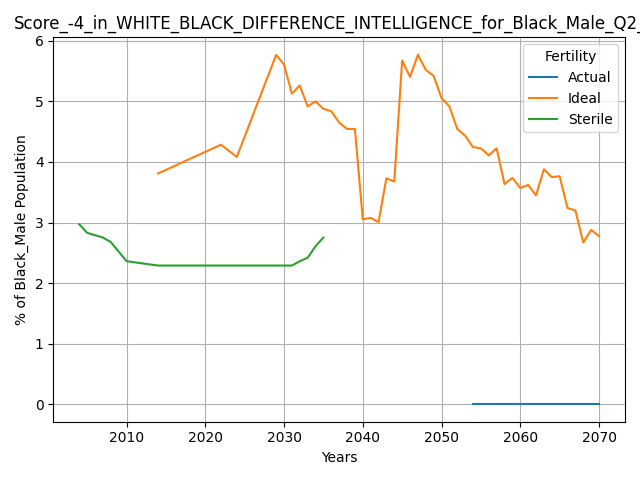 Score_-4_in_WHITE_BLACK_DIFFERENCE_INTELLIGENCE_for_Black_Male_Q2_
% of Black_Male Population
6
5
4
3
2
1
0
Fertility
Actual
Ideal
Sterile
2010 2020 2030 2040 2050 2060 2070
Years